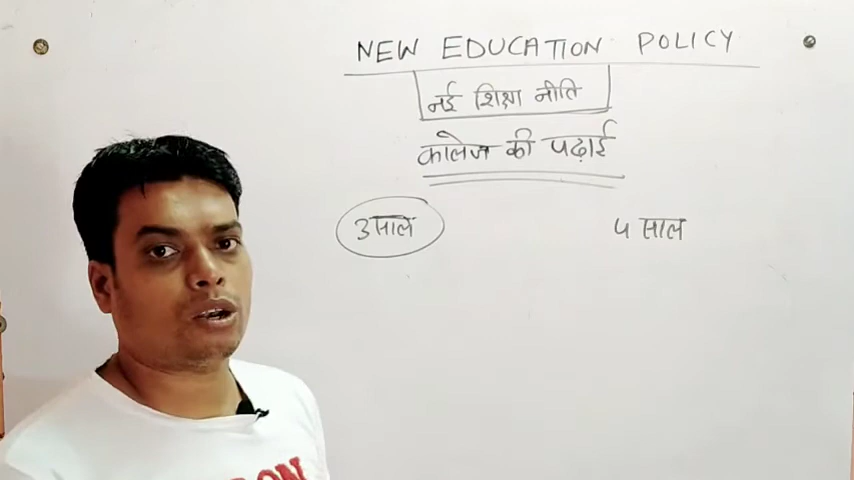 NEW EDUCATION POLICY
नई शिक्षा नीति
कालेज की पढ़ाई
3 साल
4 साल